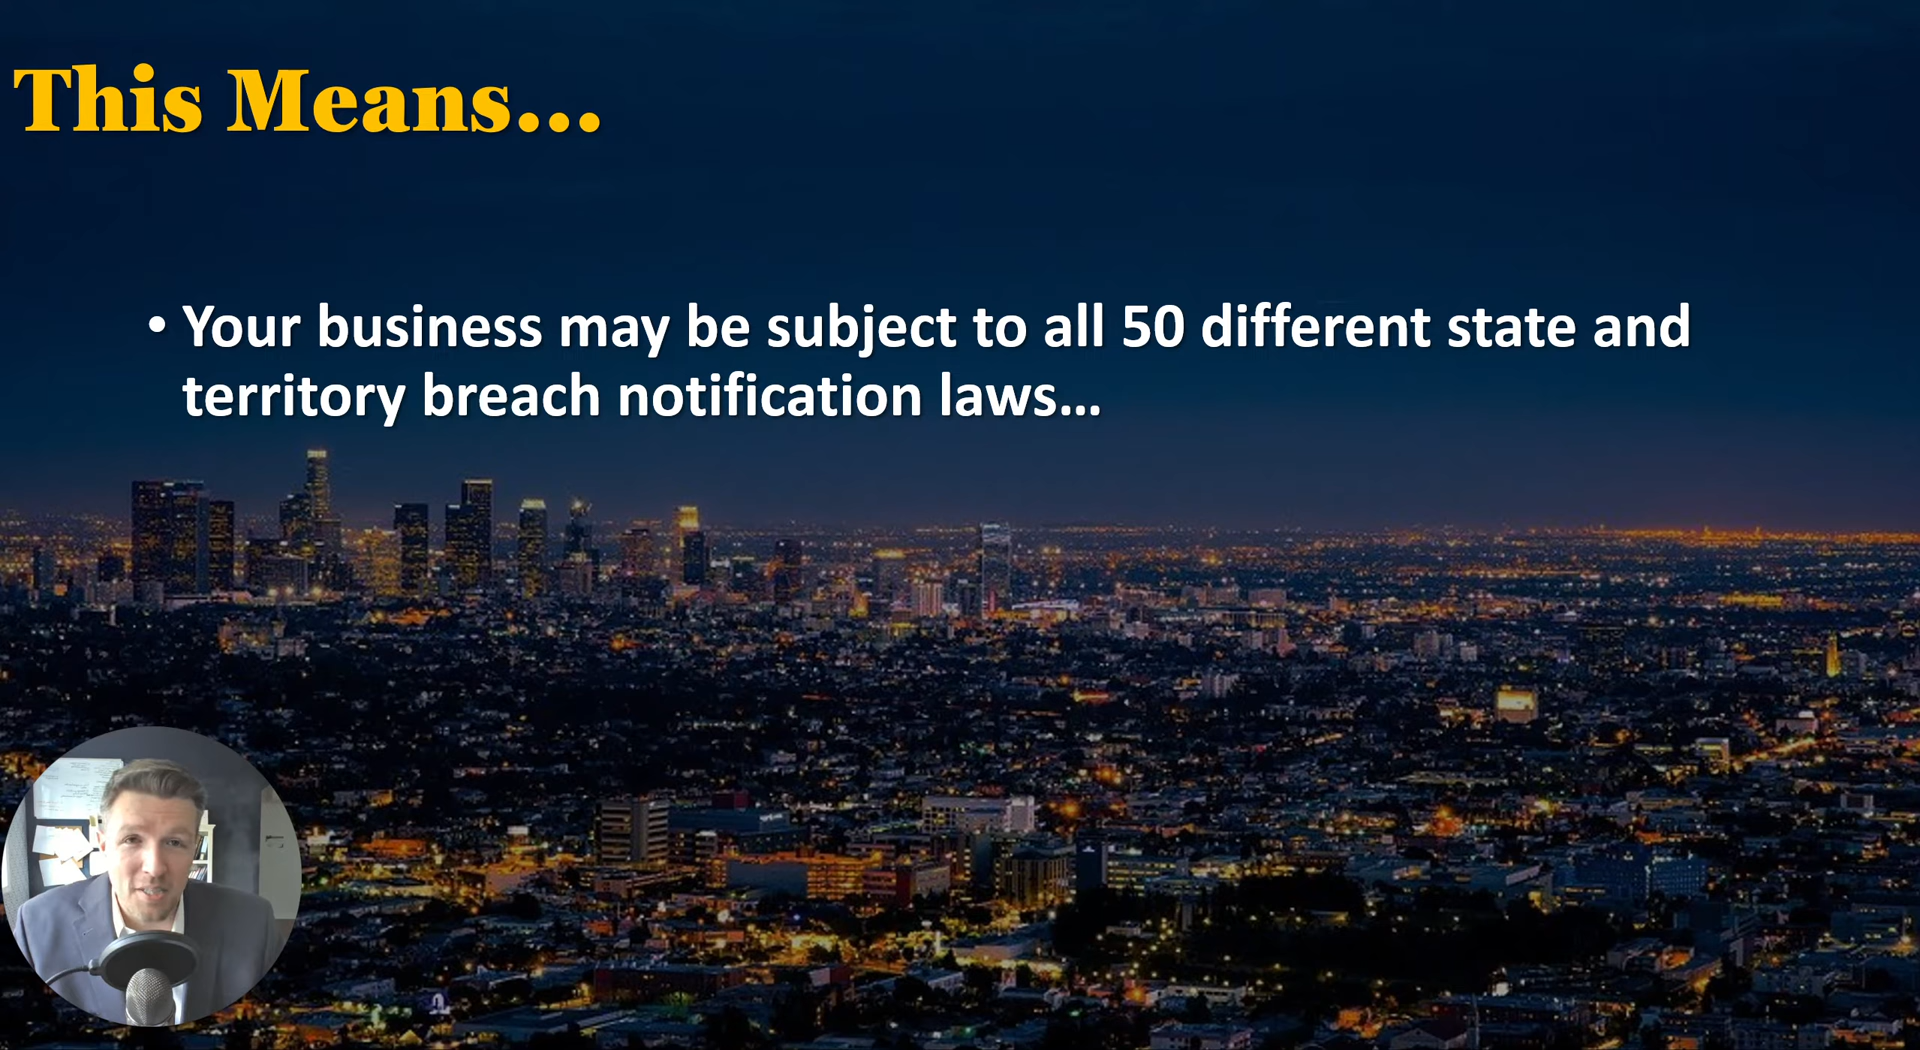 This Means...
• Your business may be subject to all 50 different state and
territory breach notification laws...